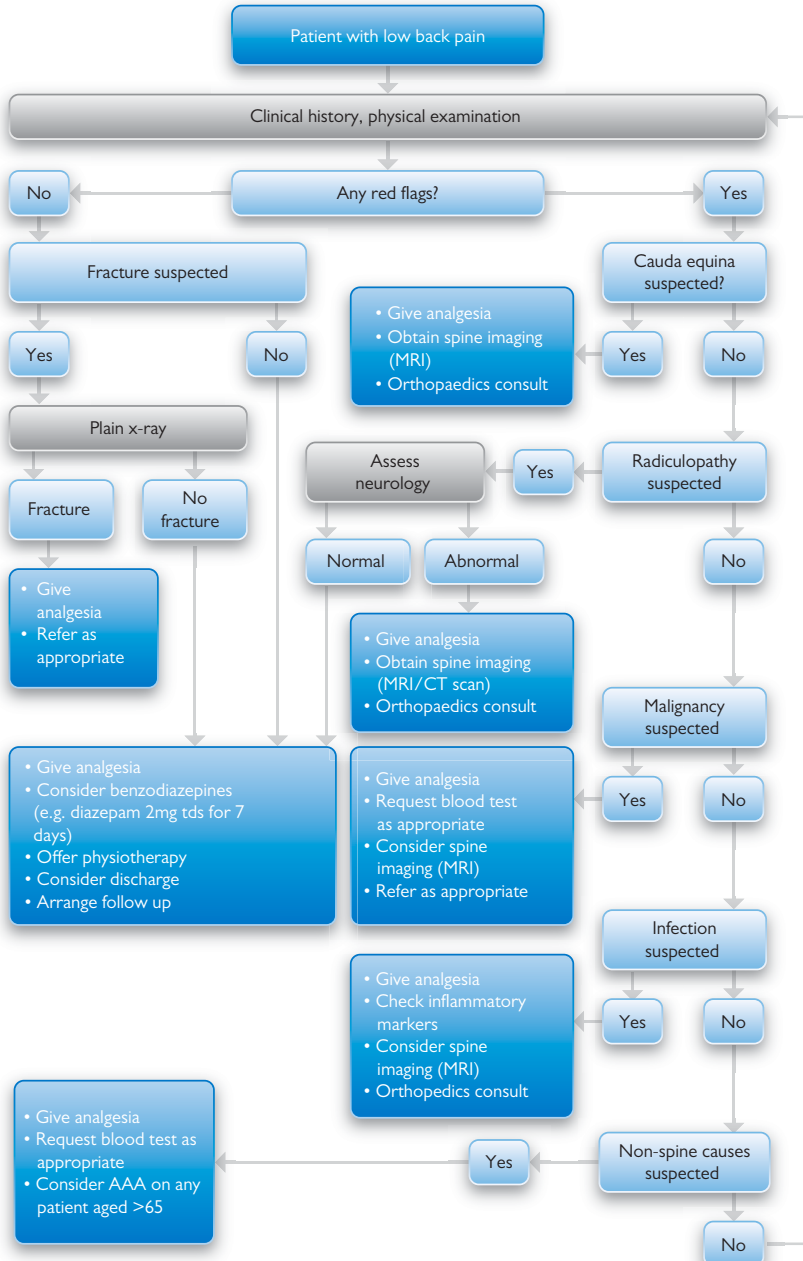 Patient with low back pain
Clinical history, physical examination
No
Any red flags?
Yes
Fracture suspected
Cauda equina
suspected?
Yes
No
• Give analgesia
• Obtain spine imaging
(MRI)
• Orthopaedics consult
Yes
No
Plain x-ray
Assess
neurology
Yes
Radiculopathy
suspected
Fracture
No
fracture
Normal
Abnormal
No
• Give
analgesia
• Refer as
appropriate
• Give analgesia
• Obtain spine imaging
(MRI/CT scan)
• Orthopaedics consult
Malignancy
suspected
• Give analgesia
• Consider benzodiazepines
(e.g. diazepam 2mg tds for 7
days)
• Offer physiotherapy
• Consider discharge
• Arrange follow up
• Give analgesia
• Request blood test
as appropriate
• Consider spine
imaging (MRI)
• Refer as appropriate
Yes
No
Infection
suspected
• Give analgesia
• Check inflammatory
markers
• Consider spine
imaging (MRI)
• Orthopedics consult
Yes
No
• Give analgesia
• Request blood test as
appropriate
• Consider AAA on any
patient aged >65
Yes
Non-spine causes
suspected
No